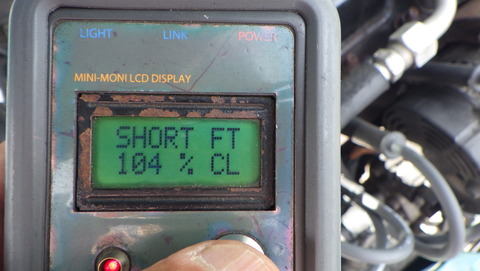 LIGHT LINK POWER
MINI-MONI LCD DISPLAY
SHORT FT
104 % CL